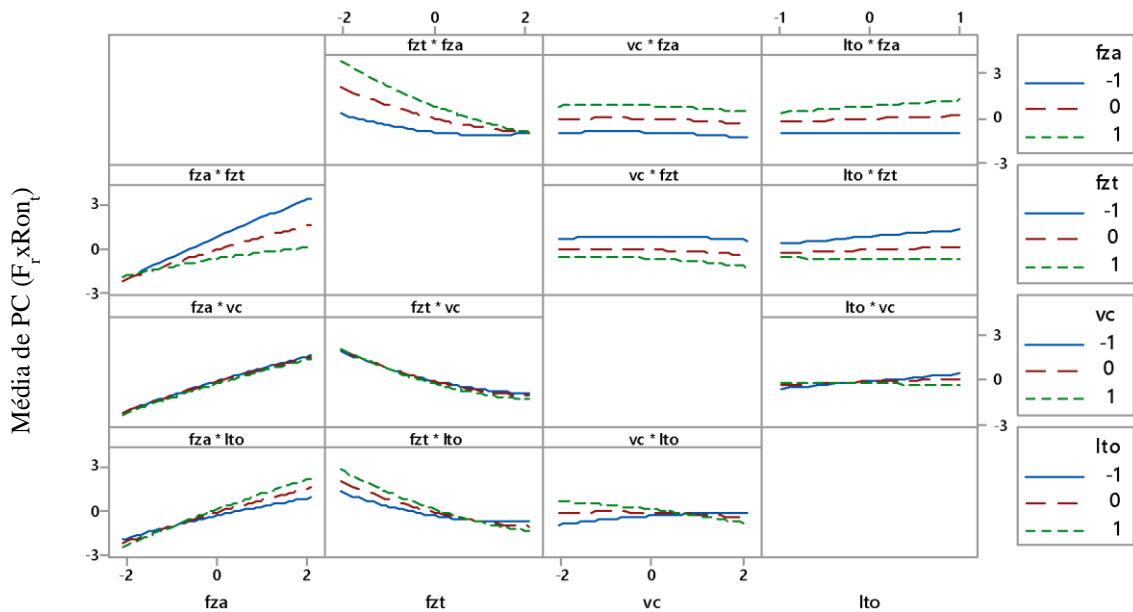 -2 0 2 -1 0 1
fzt * fza vc * fza lto * fza
3
0
-3
fza
-1
0
1
fza * fzt vc * fzt lto * fzt
3
0
-3
fzt
-1
0
1
fza * vc fzt * vc lto * vc
3
0
-3
vc
-1
0
1
fza * lto fzt * lto vc * lto
3
0
-3
lto
-1
0
1
-2 0 2 -2 0 2
fza fzt vc lto
Média de PC (FrxRont)